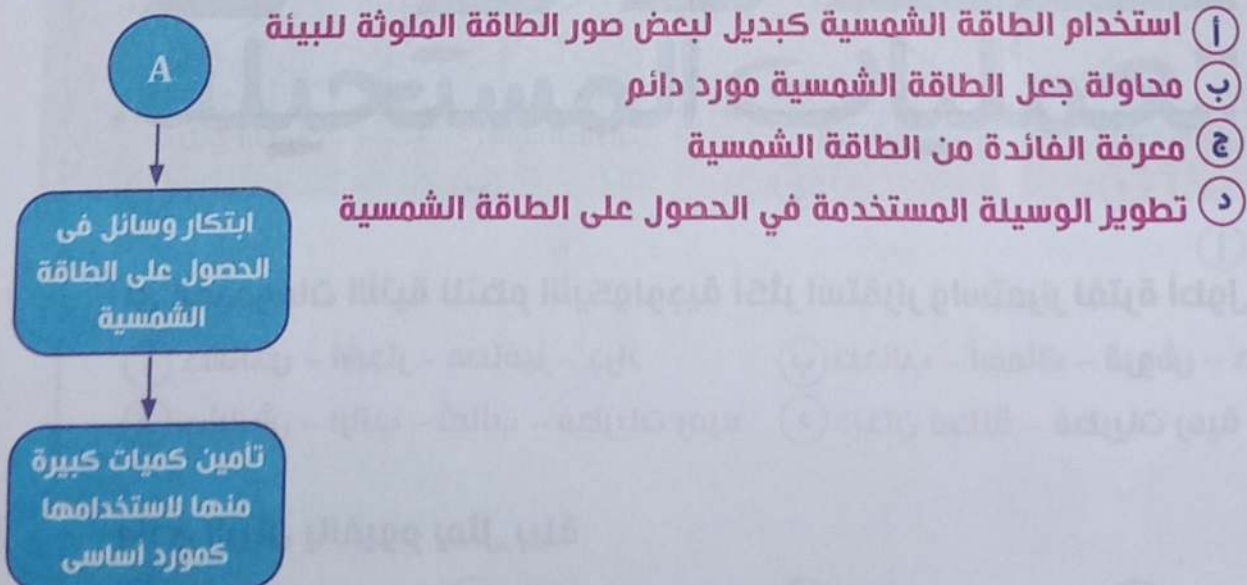 أ استخدام الطاقة الشمسية كبديل لبعض صور الطاقة الملوثة للبيئة
ب محاولة جعل الطاقة الشمسية مورد دائم
ج معرفة الفائدة من الطاقة الشمسية
د تطوير الوسيلة المستخدمة في الحصول على الطاقة الشمسية
A
ابتكار وسائل فى
الحصول على الطاقة
الشمسية
تأمين كميات كبيرة
منها لاستخدامها
كمورد اساسى